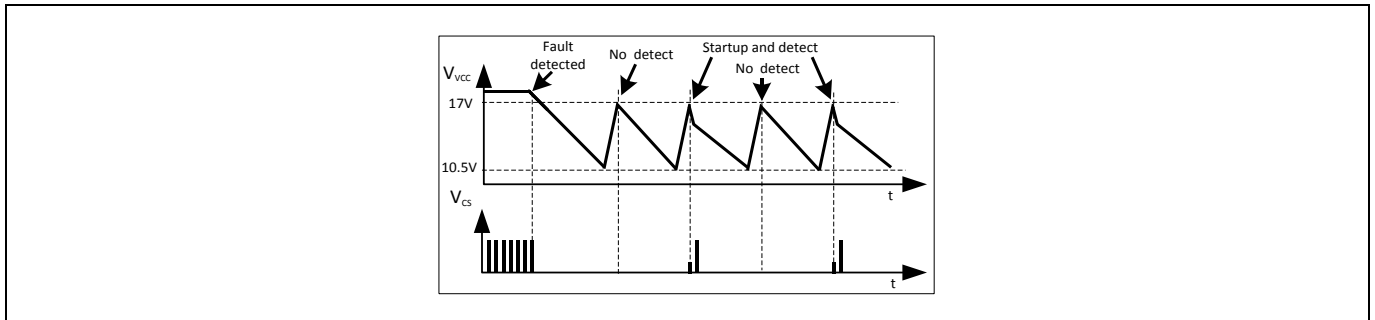 Fault
detected
No detect
Startup and detect
No detect
VVCC
17V
10.5V
t
VCS
t